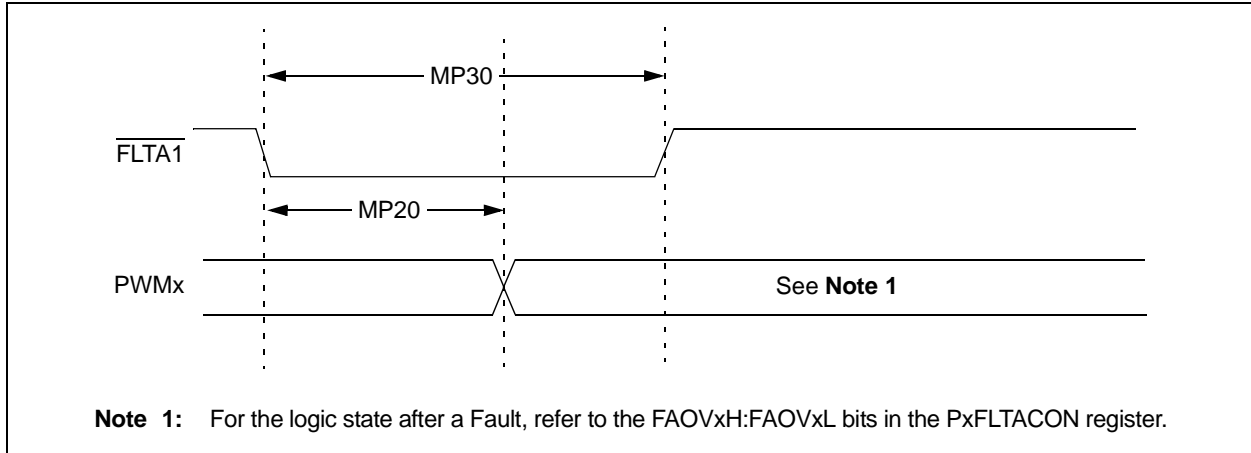 MP30
FLTA1
MP20
PWMx
See Note 1
Note 1: For the logic state after a Fault, refer to the FAOVxH:FAOVxL bits in the PxFLTACON register.